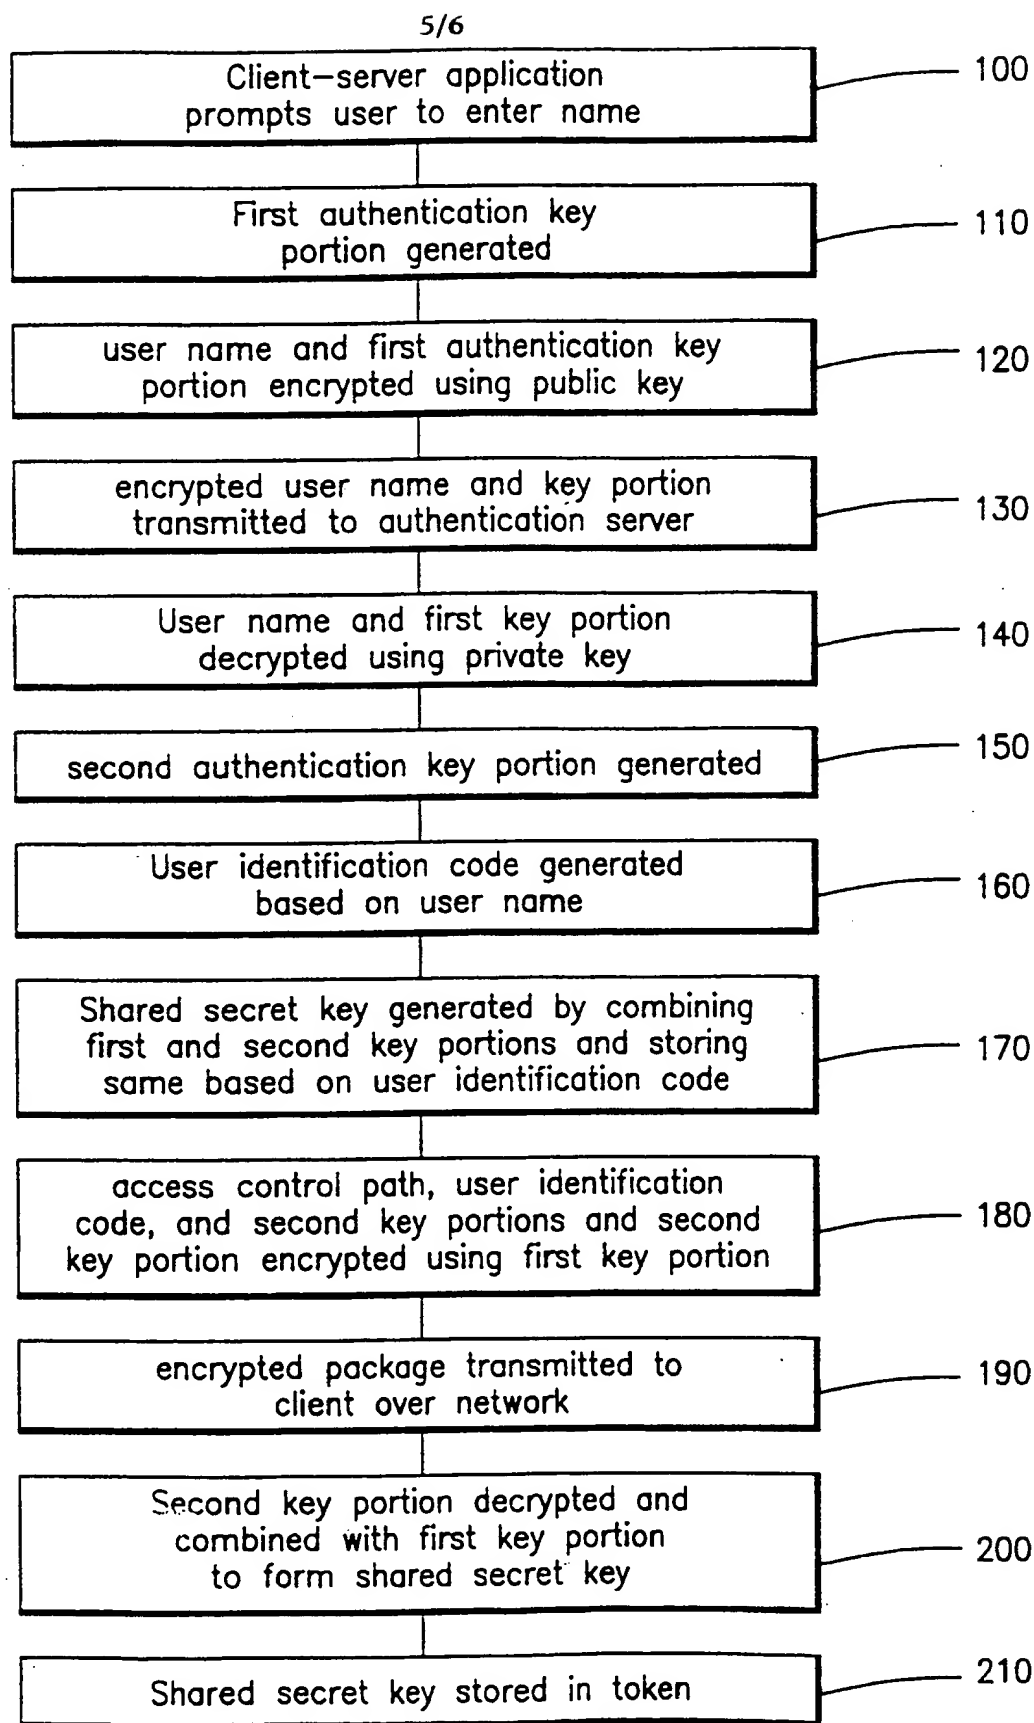 5/6
Client-server application
prompts user to enter name
100
First authentication key
portion generated
110
user name and first authentication key
portion encrypted using public key
120
encrypted user name and key portion
transmitted to authentication server
130
User name and first key portion
decrypted using private key
140
second authentication key portion generated
150
User identification code generated
based on user name
160
Shared secret key generated by combining
first and second key portions and storing
same based on user identification code
170
access control path, user identification
code, and second key portions and second
key portion encrypted using first key portion
180
encrypted package transmitted to
client over network
190
Second key portion decrypted and
combined with first key portion
to form shared secret key
200
Shared secret key stored in token
210